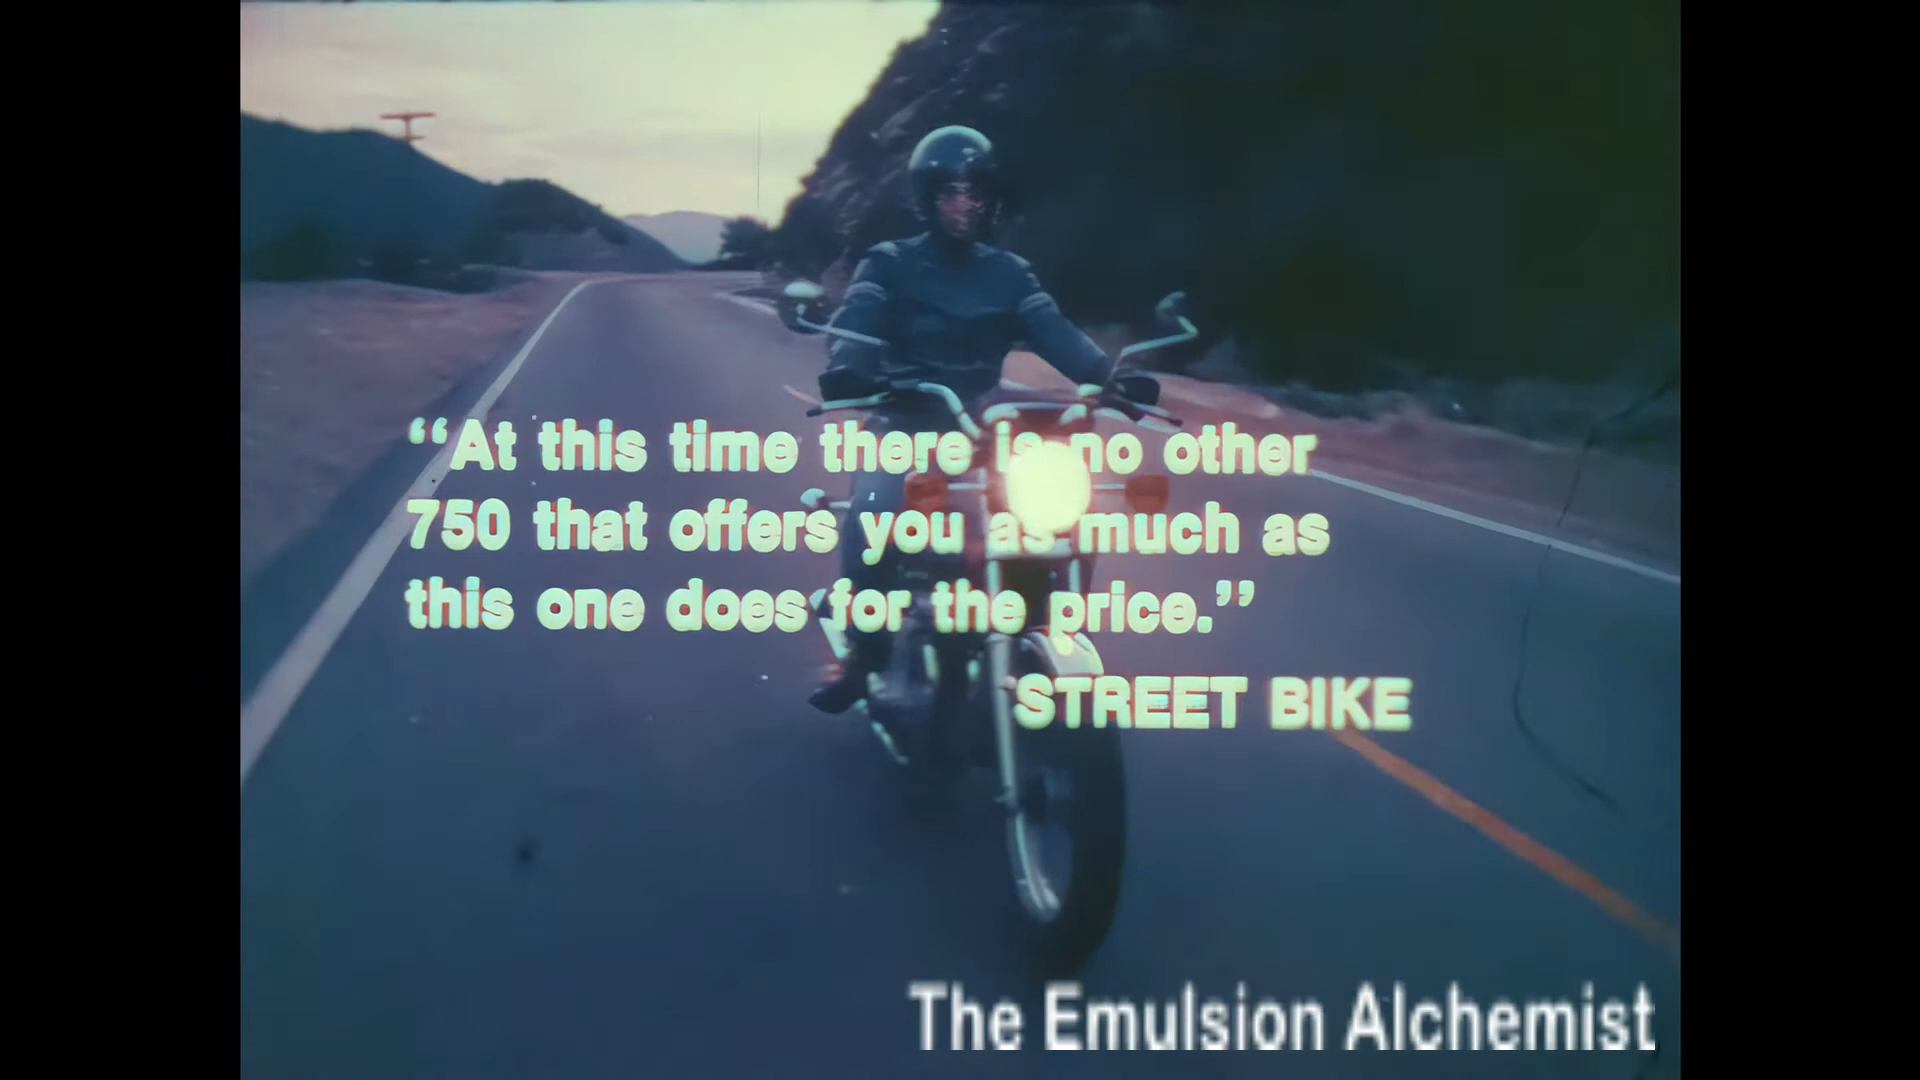 “At this time there is no other
750 that offers you as much as
this one does for the price.”
STREET BIKE
The Emulsion Alchemist